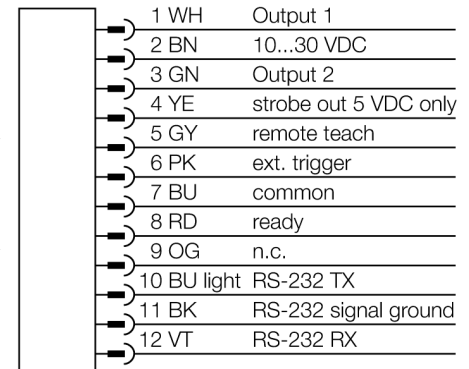 1 WH Output 1
2 BN 10...30 VDC
3 GN Output 2
4 YE strobe out 5 VDC only
5 GY remote teach
6 PK ext. trigger
7 BU common
8 RD ready
9 OG n.c.
10 BU light RS-232 TX
11 BK RS-232 signal ground
12 VT RS-232 RX